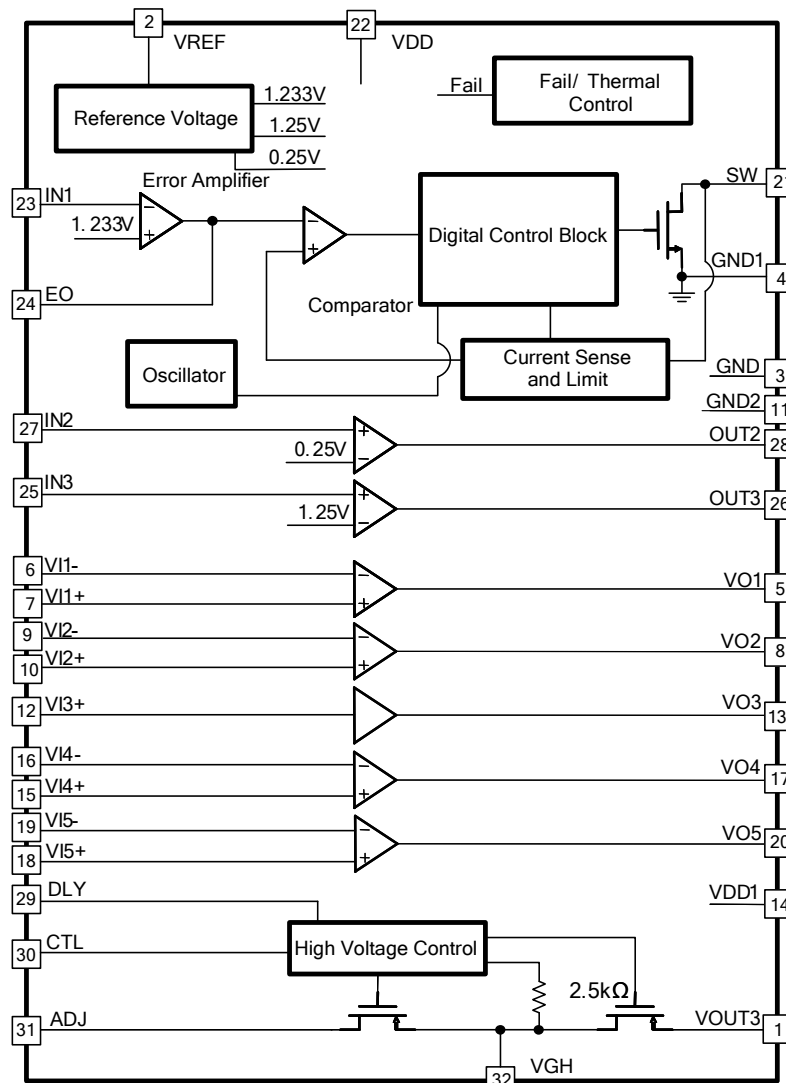 2
VREF
22
VDD
Reference Voltage
1.233V
1.25V
0.25V
Fail
Fail/ Thermal
Control
Error Amplifier
23
IN1
1.233V
−
+
−
+
Digital Control Block
SW
21
GND1
4
24
EO
Comparator
Oscillator
Current Sense
and Limit
GND
3
GND2
11
27
IN2
+
0.25V
−
OUT2
28
25
IN3
+
1.25V
−
OUT3
26
6
VI1-
−
7
VI1+
+
VO1
5
9
VI2-
−
10
VI2+
+
VO2
8
12
VI3+
VO3
13
16
VI4-
−
15
VI4+
+
VO4
17
19
VI5-
−
18
VI5+
+
VO5
20
29
DLY
VDD1
14
30
CTL
High Voltage Control
2.5kΩ
31
ADJ
VOUT3
1
VGH
32